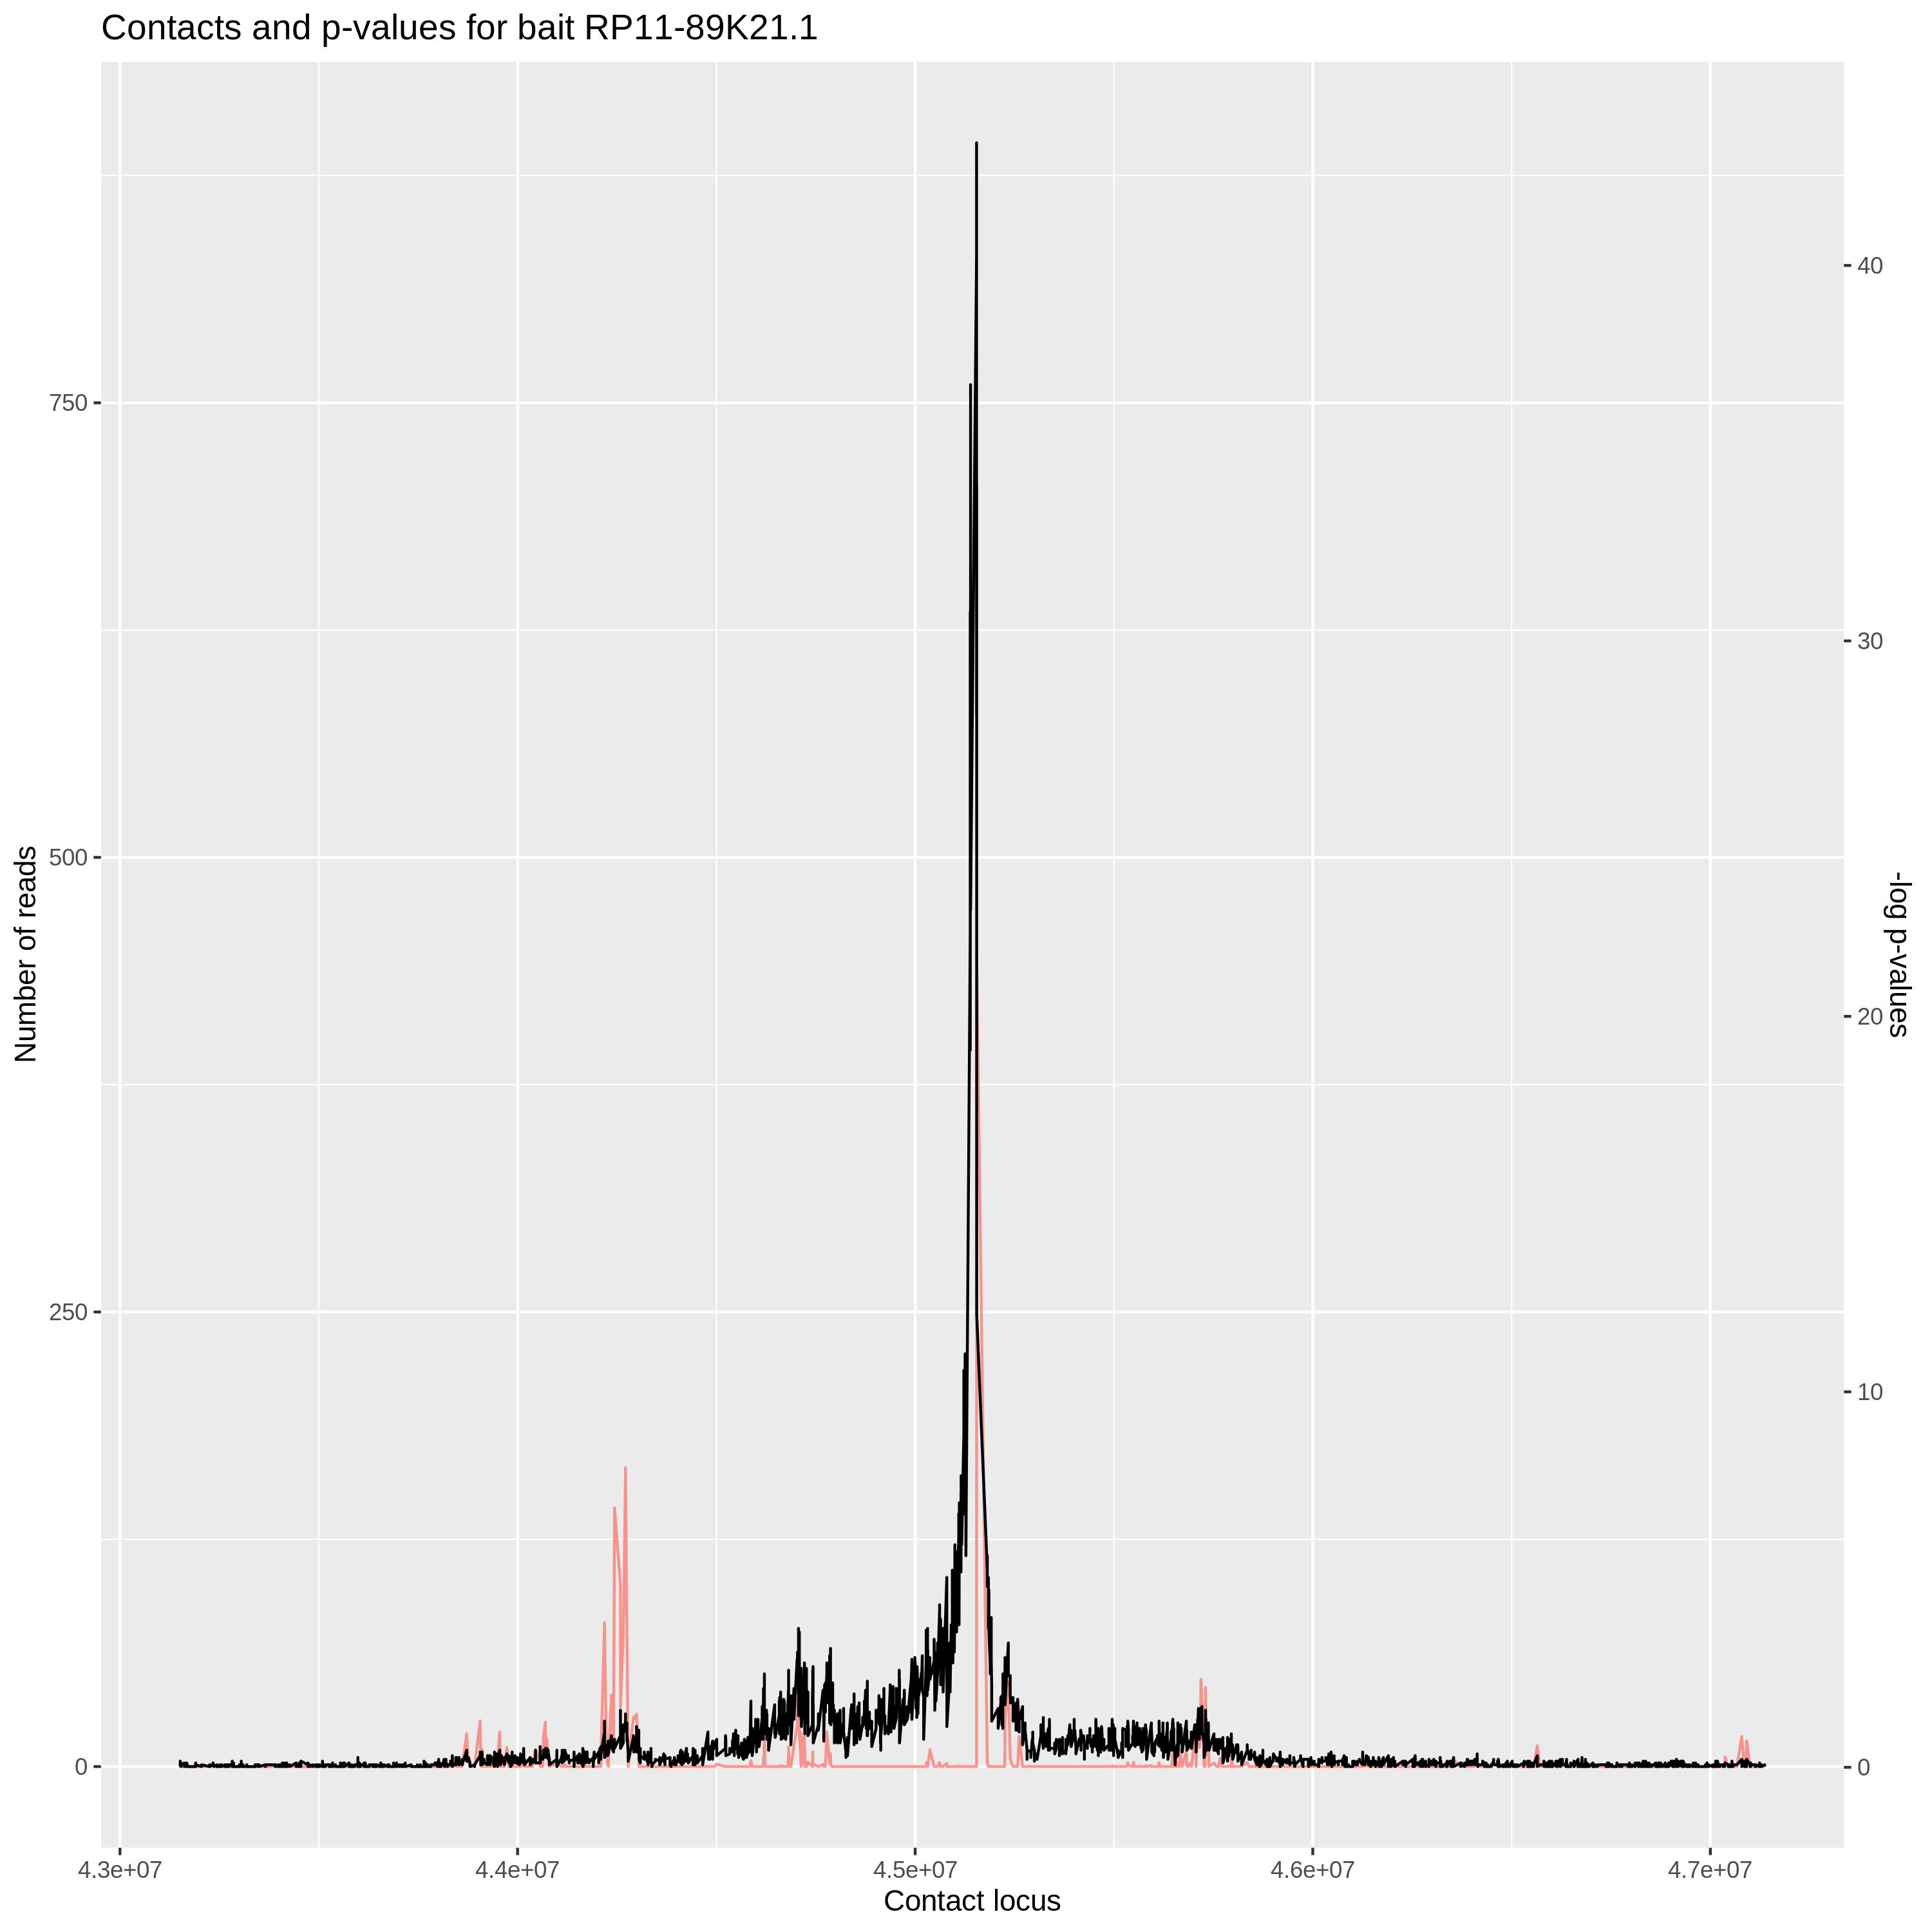 Contacts and p-values for bait RP11-89K21.1
750
500
250
0
Number of reads
40
30
20
10
0
-log p-values
4.3e+07
4.4e+07
4.5e+07
4.6e+07
4.7e+07
Contact locus